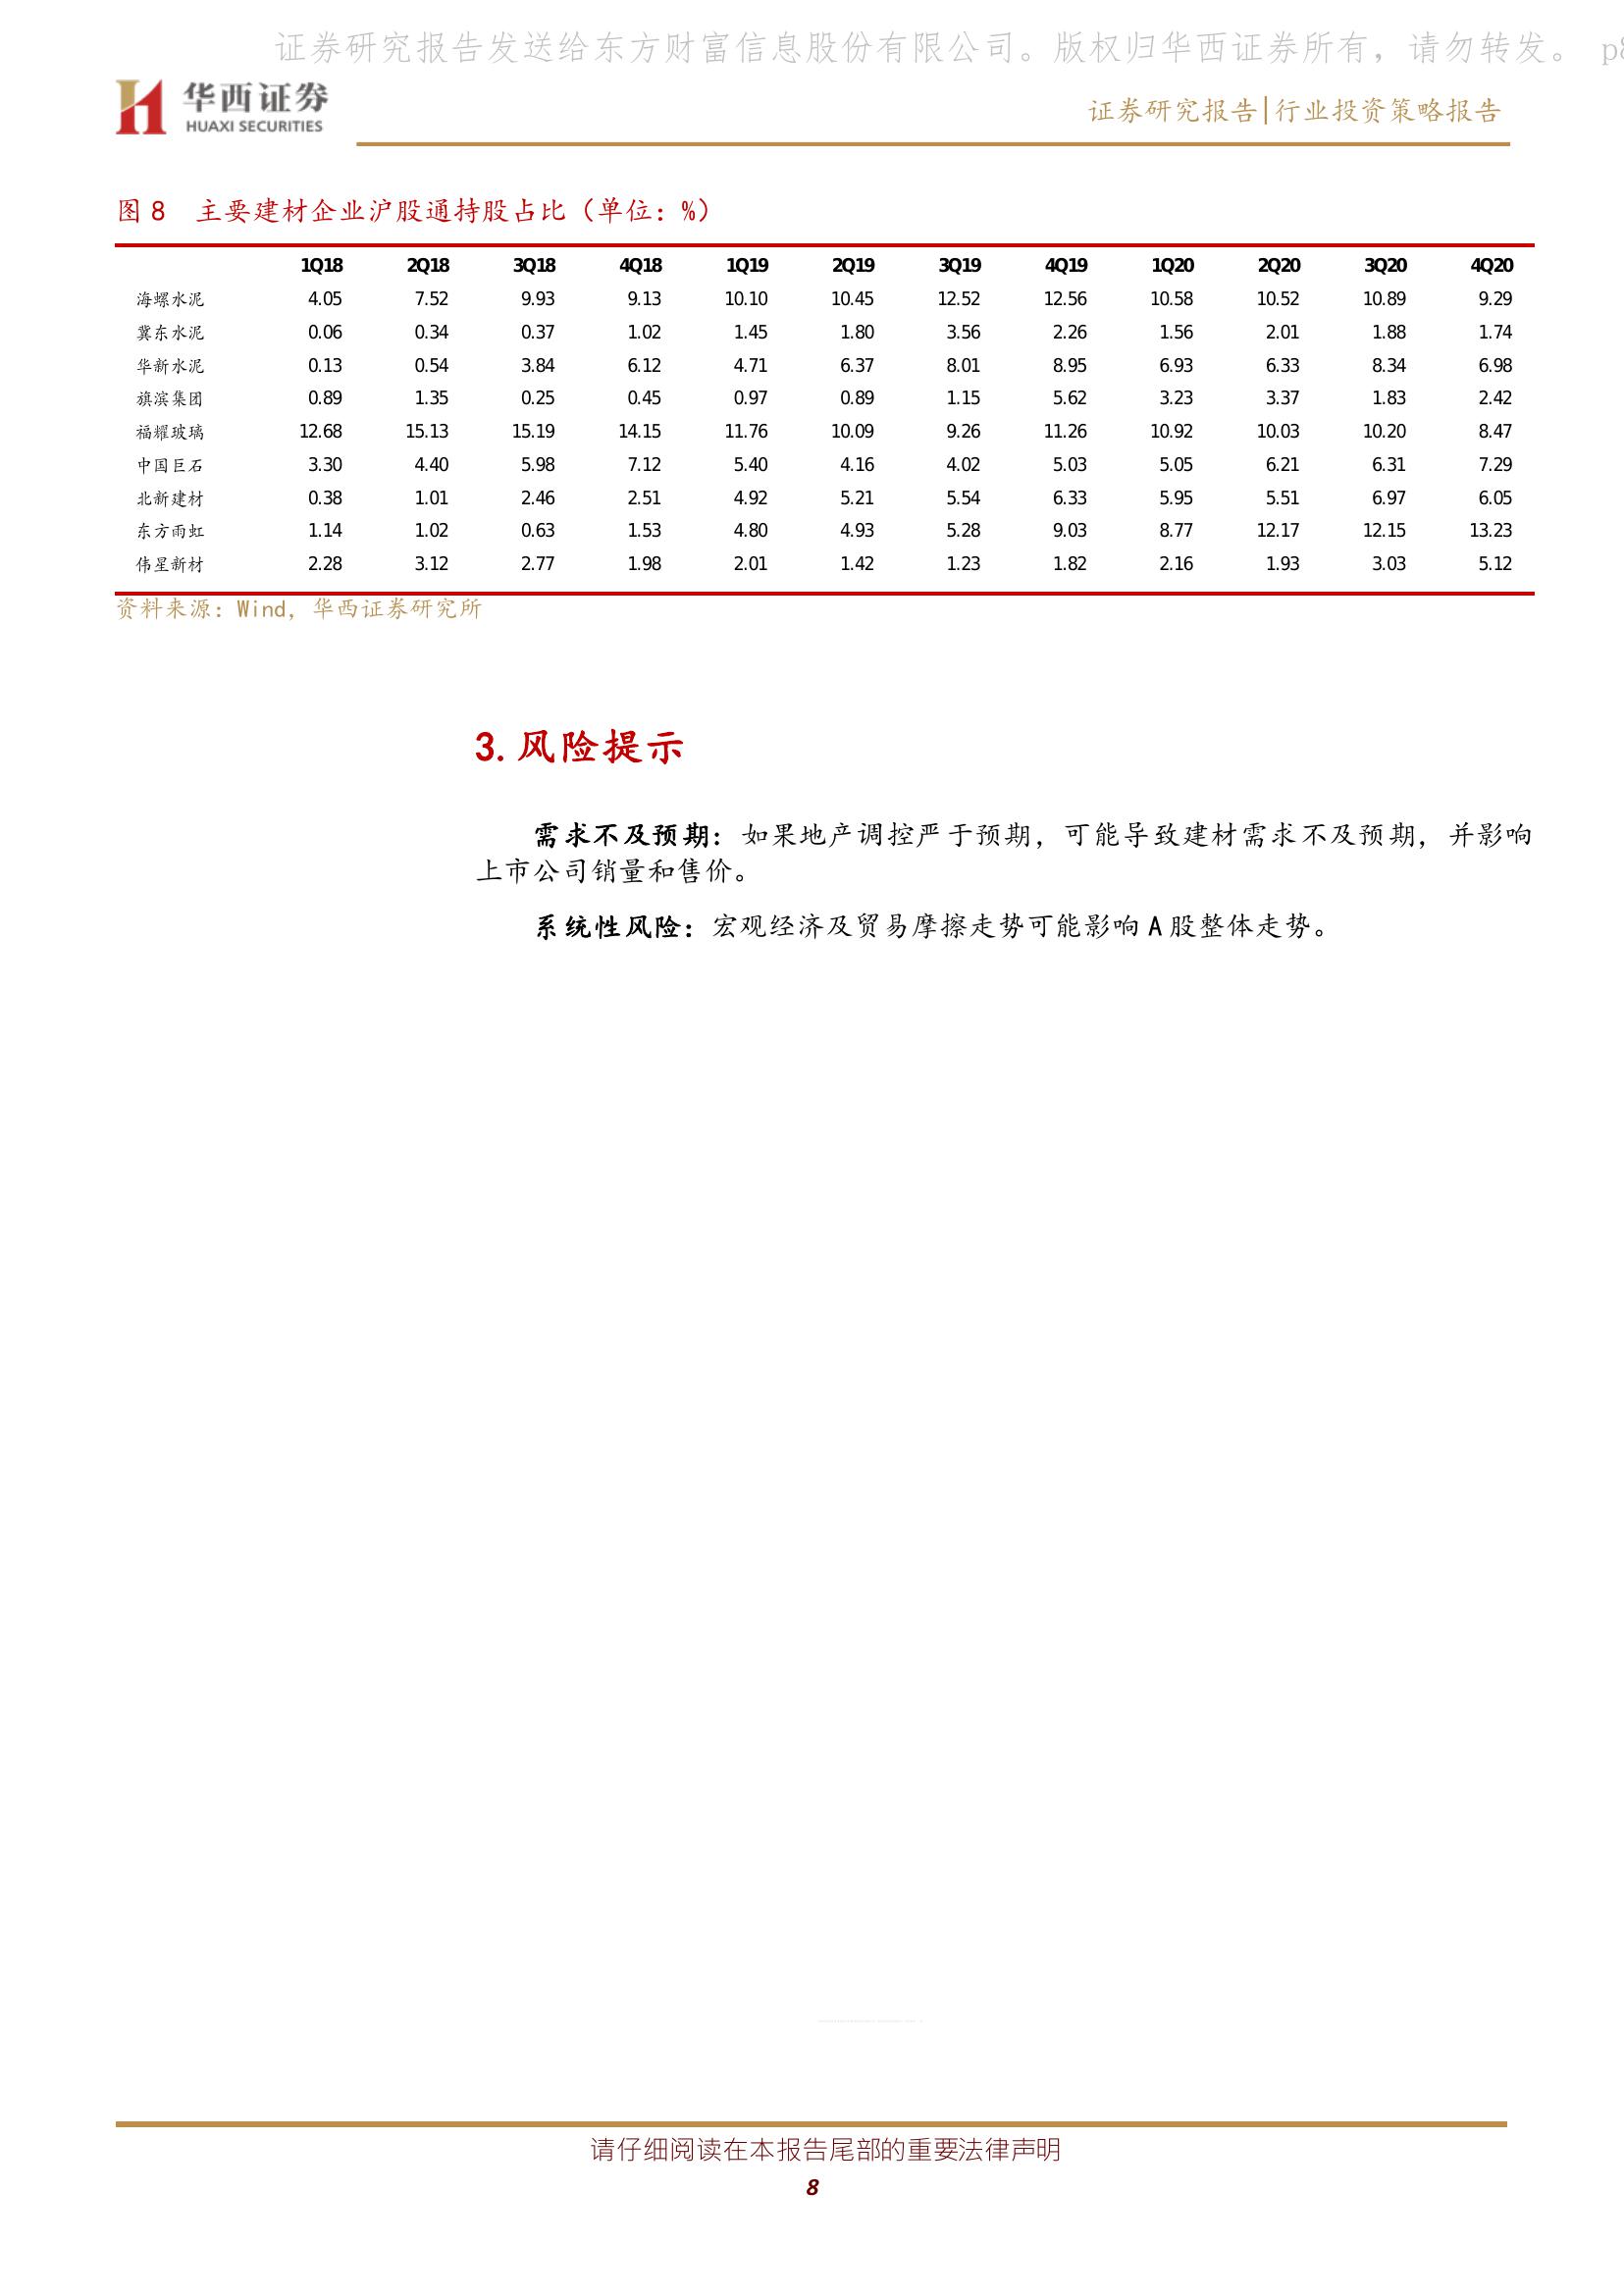 证券研究报告发送给东方财富信息股份有限公司。版权归华西证券所有，请勿转发。 p8
华西证券
HUAXI SECURITIES
证券研究报告|行业投资策略报告
图 8 主要建材企业沪股通持股占比（单位：%）
1Q18 2Q18 3Q18 4Q18 1Q19 2Q19 3Q19 4Q19 1Q20 2Q20 3Q20 4Q20
海螺水泥 4.05 7.52 9.93 9.13 10.10 10.45 12.52 12.56 10.58 10.52 10.89 9.29
冀东水泥 0.06 0.34 0.37 1.02 1.45 1.80 3.56 2.26 1.56 2.01 1.88 1.74
华新水泥 0.13 0.54 3.84 6.12 4.71 6.37 8.01 8.95 6.93 6.33 8.34 6.98
旗滨集团 0.89 1.35 0.25 0.45 0.97 0.89 1.15 5.62 3.23 3.37 1.83 2.42
福耀玻璃 12.68 15.13 15.19 14.15 11.76 10.09 9.26 11.26 10.92 10.03 10.20 8.47
中国巨石 3.30 4.40 5.98 7.12 5.40 4.16 4.02 5.03 5.05 6.21 6.31 7.29
北新建材 0.38 1.01 2.46 2.51 4.92 5.21 5.54 6.33 5.95 5.51 6.97 6.05
东方雨虹 1.14 1.02 0.63 1.53 4.80 4.93 5.28 9.03 8.77 12.17 12.15 13.23
伟星新材 2.28 3.12 2.77 1.98 2.01 1.42 1.23 1.82 2.16 1.93 3.03 5.12
资料来源：Wind，华西证券研究所
3.风险提示
需求不及预期：如果地产调控严于预期，可能导致建材需求不及预期，并影响
上市公司销量和售价。
系统性风险：宏观经济及贸易摩擦走势可能影响 A 股整体走势。
请仔细阅读在本报告尾部的重要法律声明
8